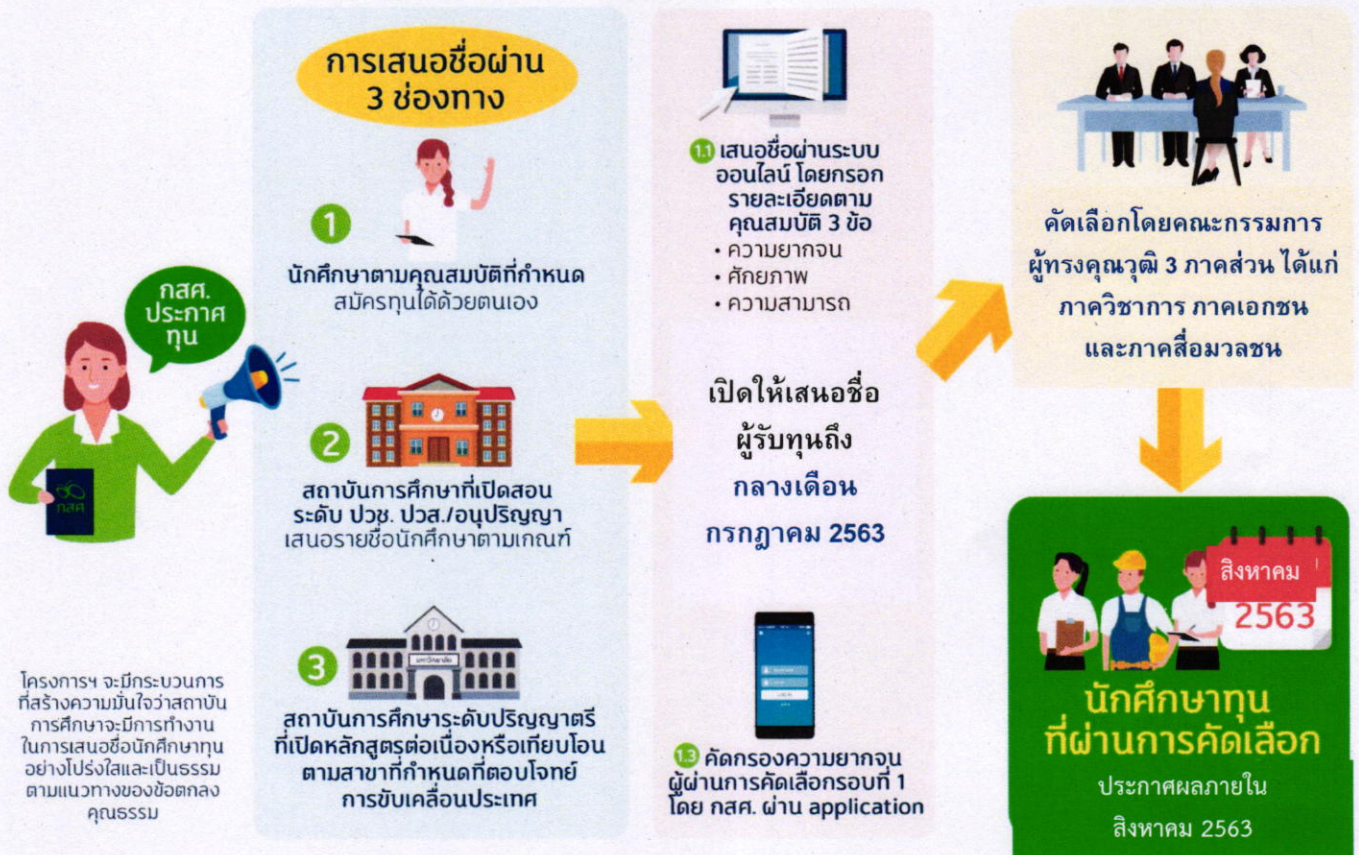 กสศ.
ประกาศ
ทุน
กสศ
โครงการฯ จะมีกระบวนการ
ที่สร้างความมั่นใจว่าสถาบัน
การศึกษาจะมีการทำงาน
ในการเสนอชื่อนักศึกษาทุน
อย่างโปร่งใสและเป็นธรรม
ตามแนวทางของข้อตกลง
คุณธรรม
การเสนอชื่อผ่าน
3 ช่องทาง
1
นักศึกษาตามคุณสมบัติที่กำหนด
สมัครทุนได้ด้วยตนเอง
2
สถาบันการศึกษาที่เปิดสอน
ระดับ ปวช. ปวส./อนุปริญญา
เสนอรายชื่อนักศึกษาตามเกณฑ์
3
มหาวิทยาลัย
สถาบันการศึกษาระดับปริญญาตรี
ที่เปิดหลักสูตรต่อเนื่องหรือเทียบโอน
ตามสาขาที่กำหนดที่ตอบโจทย์
การขับเคลื่อนประเทศ
1.1 เสนอชื่อผ่านระบบ
ออนไลน์ โดยกรอก
รายละเอียดตาม
คุณสมบัติ 3 ข้อ
• ความยากจน
• ศักยภาพ
• ความสามารถ
เปิดให้เสนอชื่อ
ผู้รับทุนถึง
กลางเดือน
กรกฎาคม 2563
1.3 คัดกรองความยากจน
ผู้ผ่านการคัดเลือกรอบที่ 1
โดย กสศ. ผ่าน application
คัดเลือกโดยคณะกรรมการ
ผู้ทรงคุณวุฒิ 3 ภาคส่วน ได้แก่
ภาควิชาการ ภาคเอกชน
และภาคสื่อมวลชน
สิงหาคม
2563
นักศึกษาทุน
ที่ผ่านการคัดเลือก
ประกาศผลภายใน
สิงหาคม 2563